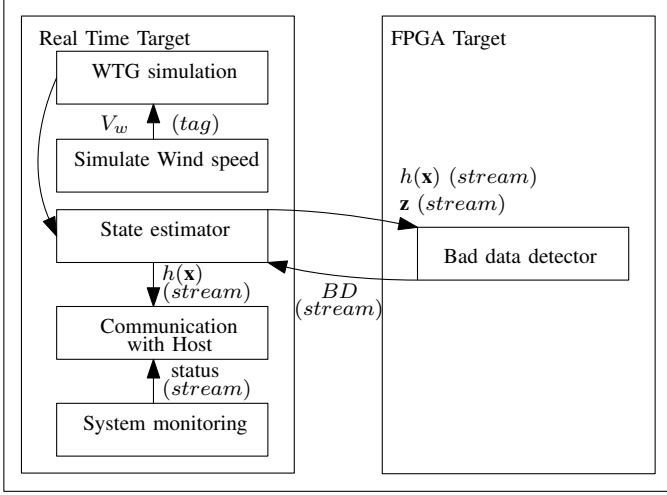 Real Time Target
WTG simulation
V_w (tag)
Simulate Wind speed
State estimator
h(x)
(stream)
Communication
with Host
status
(stream)
System monitoring
FPGA Target
h(x) (stream)
z (stream)
Bad data detector
BD
(stream)